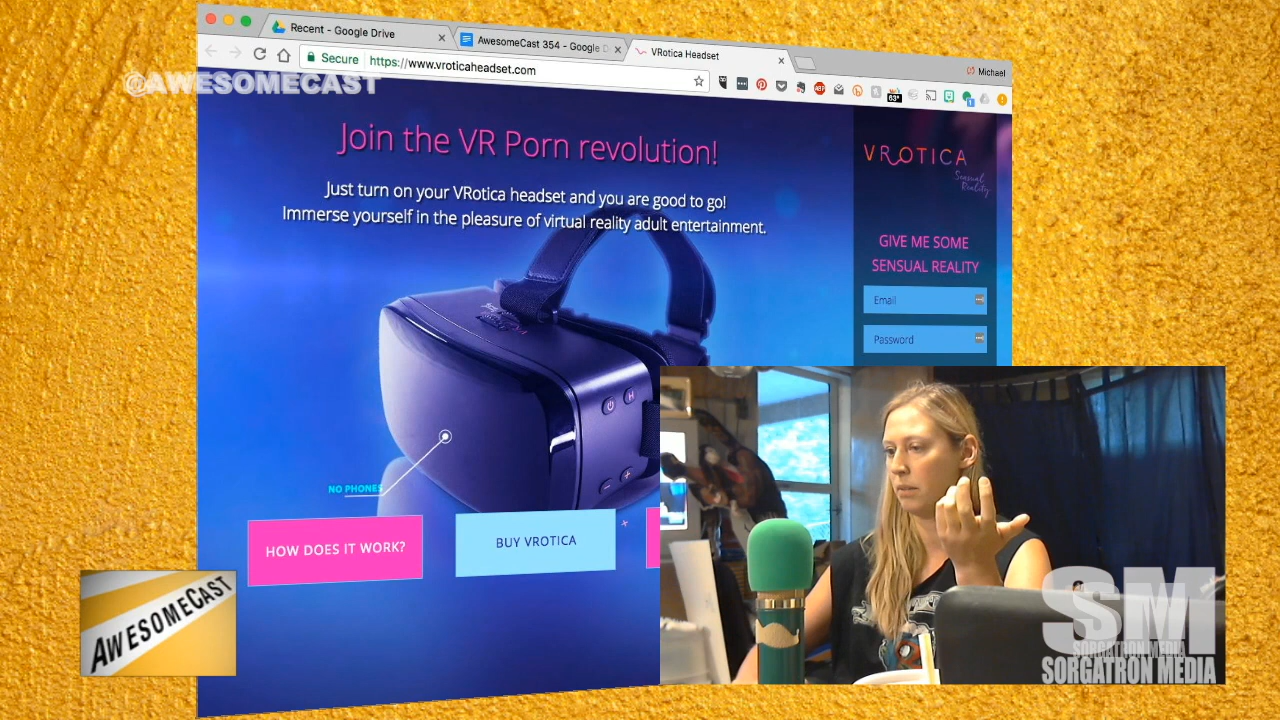 Recent - Google Drive
AwesomeCast 354 - Google D
VRotica Headset
Michael
Secure
https://www.vroticaheadset.com
63°
@AWESOMECAST
Join the VR Porn revolution!
Just turn on your VRotica headset and you are good to go!
Immerse yourself in the pleasure of virtual reality adult entertainment.
VROTICA
Sensual
Reality
GIVE ME SOME
SENSUAL REALITY
Email
Password
NO PHONES
HOW DOES IT WORK?
BUY VROTICA
AWESOMECAST
SM
SORGATRON MEDIA
SORGATRON MEDIA